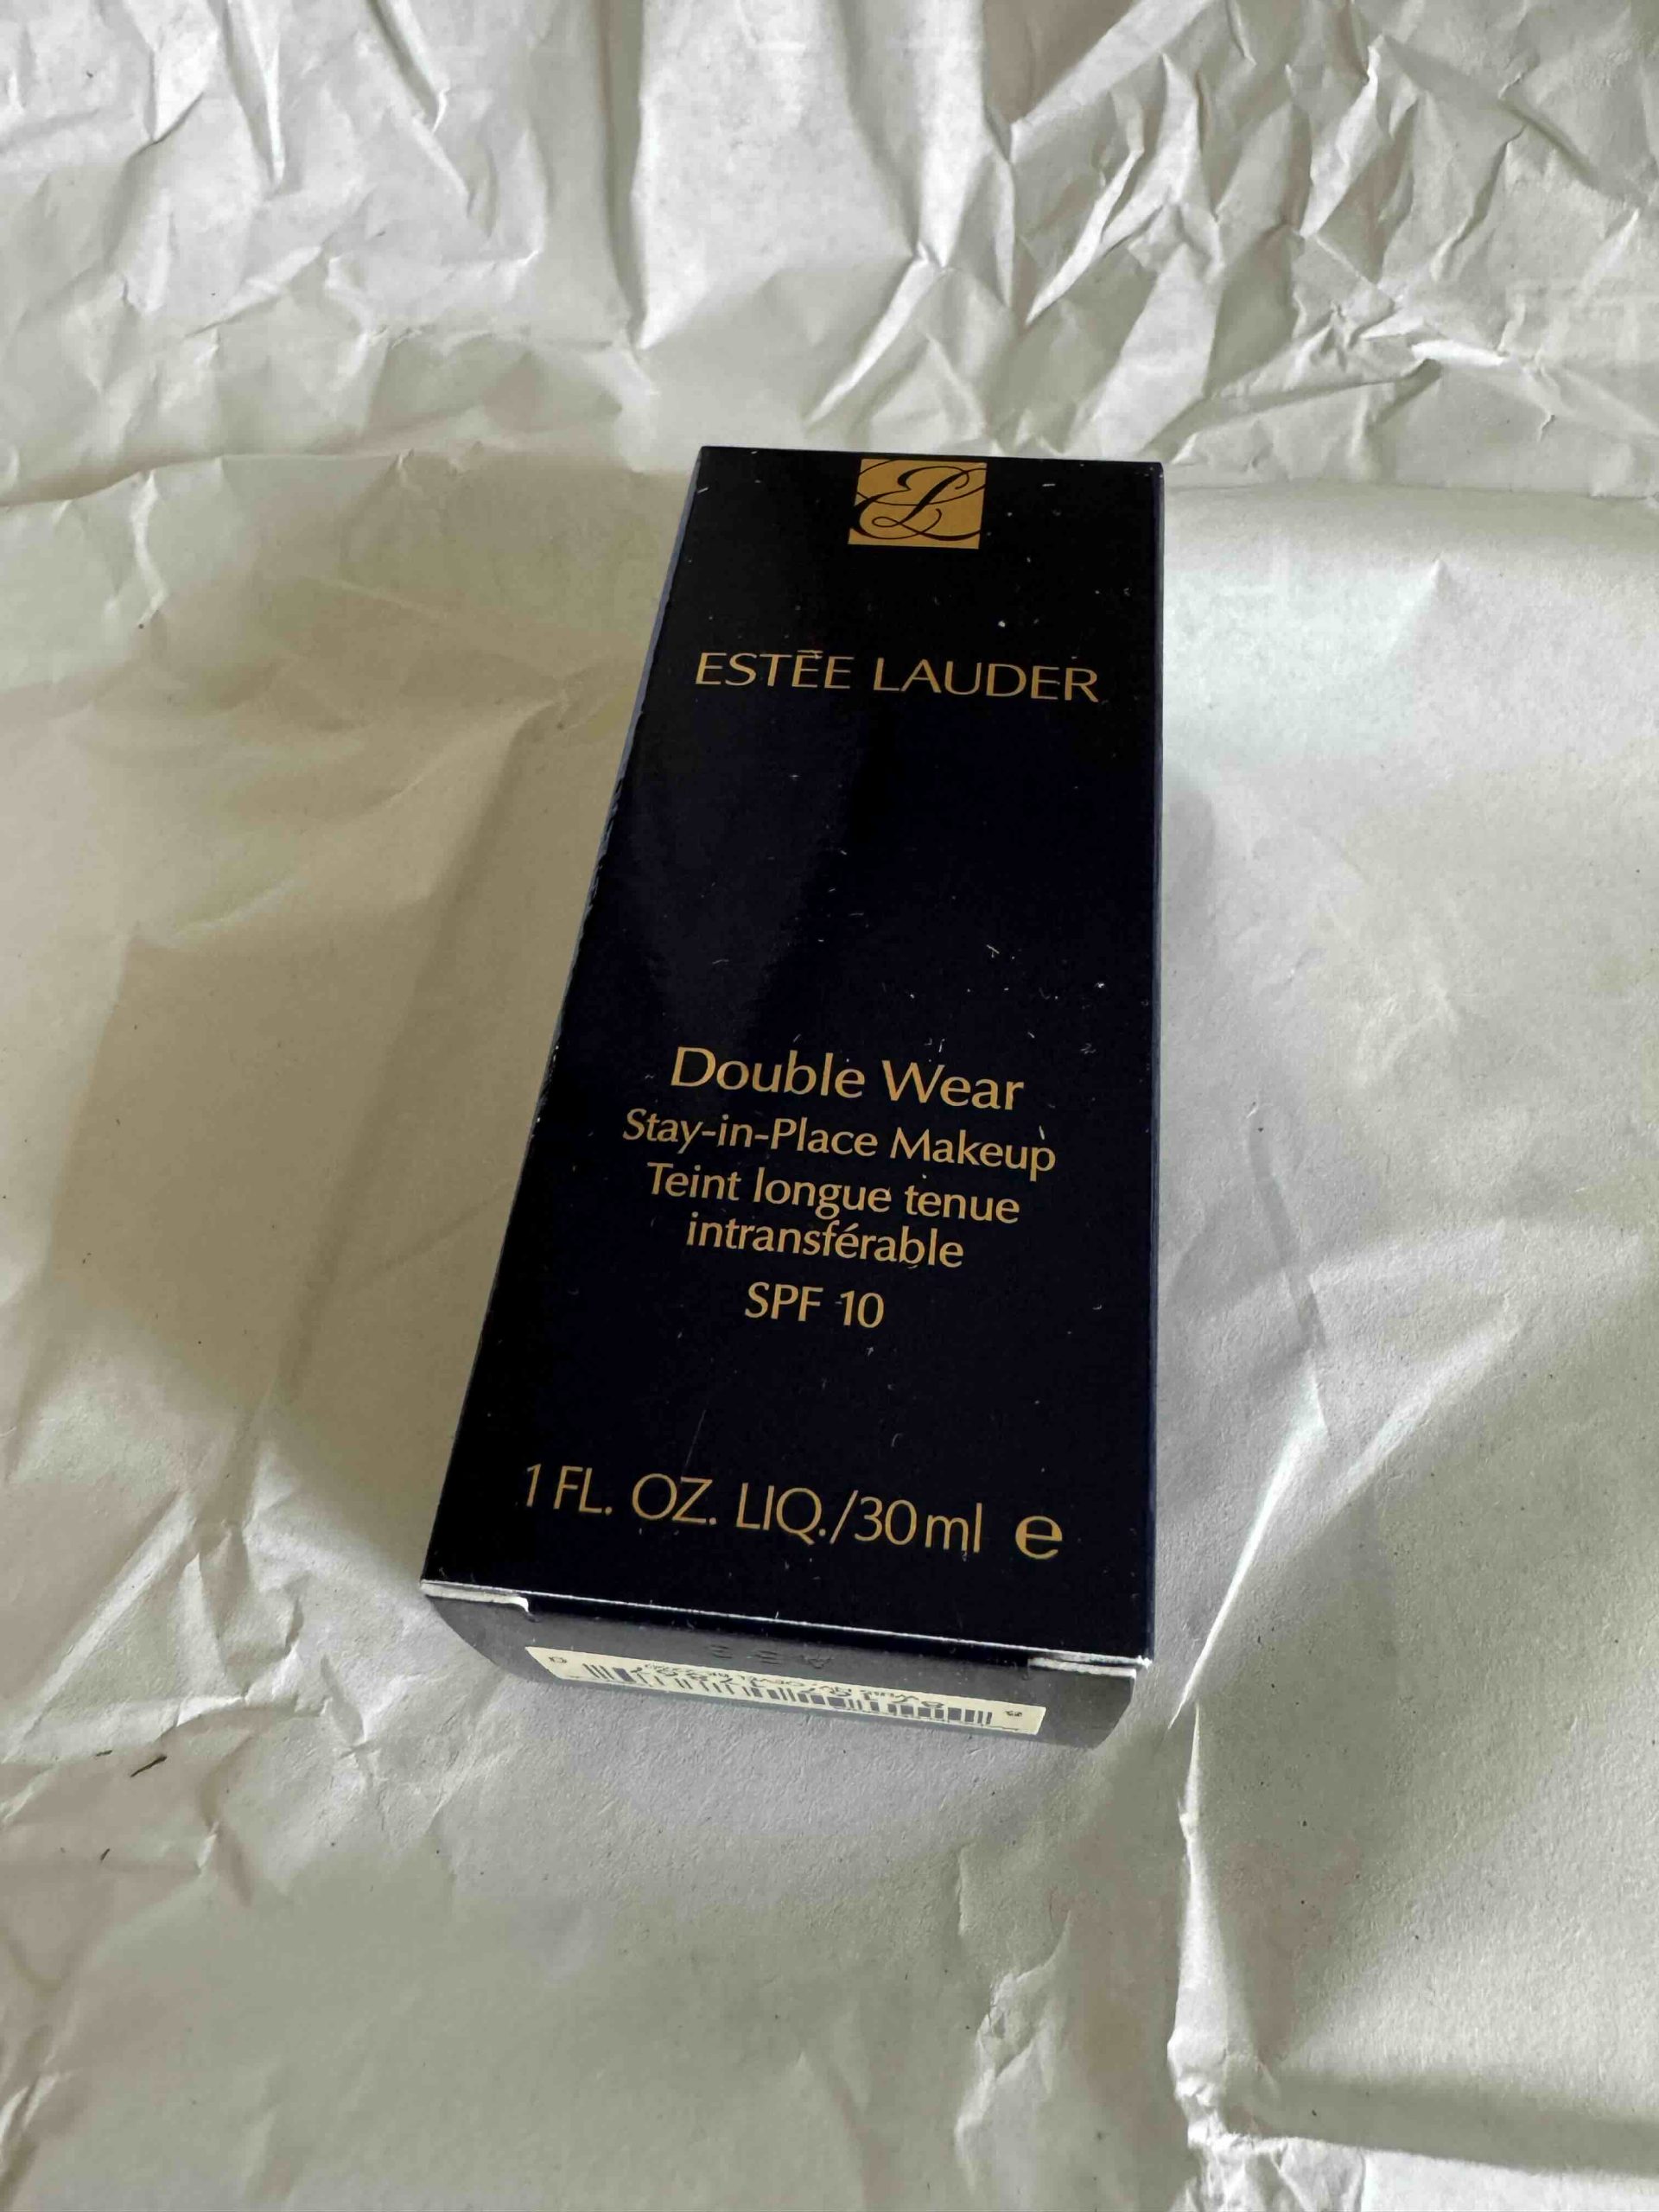 ESTĒE LAUDER
Double Wear
Stay-in-Place Makeup
Teint longue tenue
intransférable
SPF 10
1 FL. OZ. LIQ./30ml e